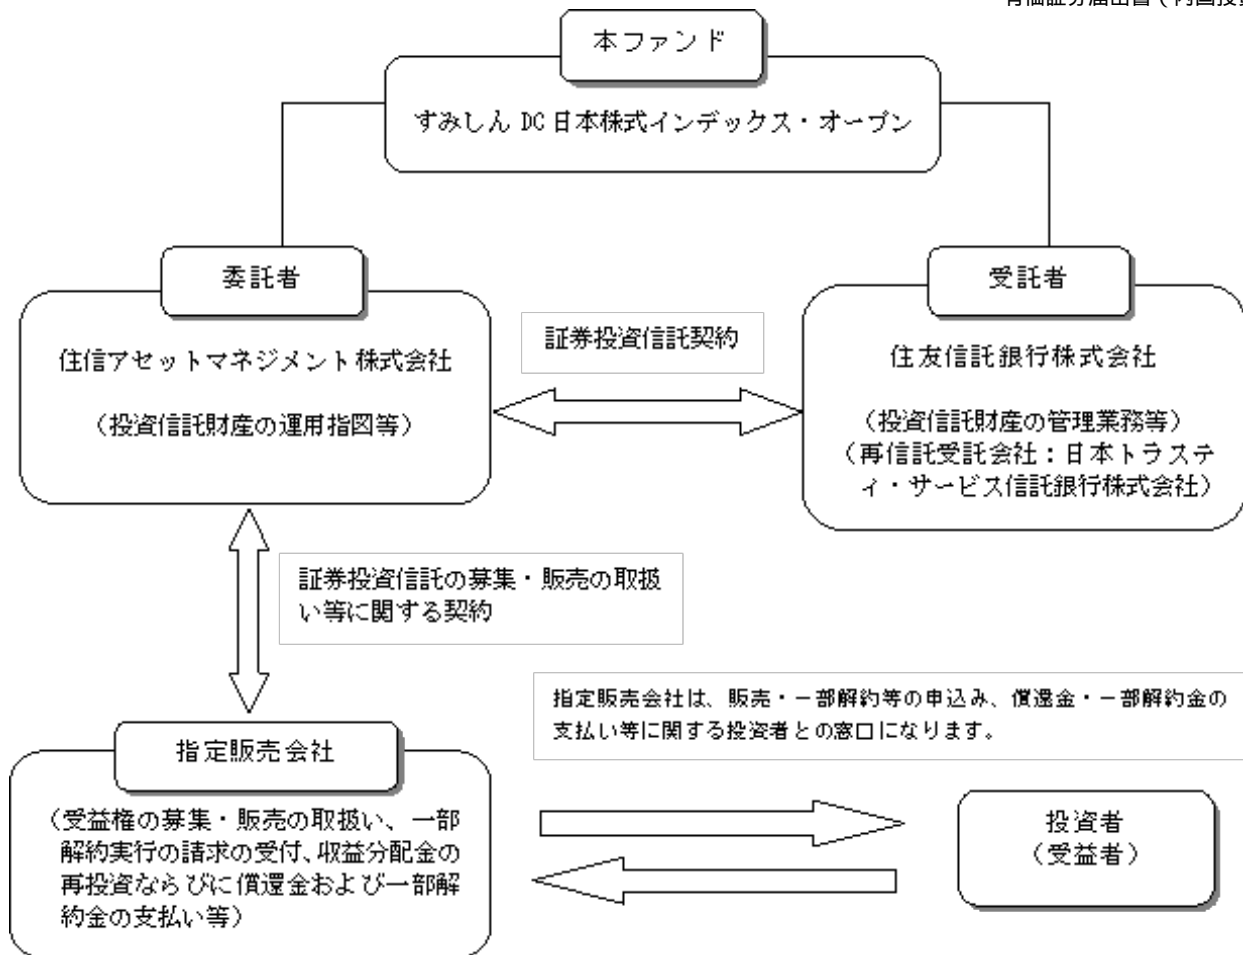 有価証券届出書（内国投資
本ファンド
すみしん DC 日本株式インデックス・オープン
委託者
住信アセットマネジメント株式会社
（投資信託財産の運用指図等）
証券投資信託契約
受託者
住友信託銀行株式会社
（投資信託財産の管理業務等）
（再信託受託会社：日本トラステ
ィ・サービス信託銀行株式会社）
証券投資信託の募集・販売の取扱
い等に関する契約
指定販売会社は、販売・一部解約等の申込み、償還金・一部解約金の
支払い等に関する投資者との窓口になります。
指定販売会社
（受益権の募集・販売の取扱い、一部
解約実行の請求の受付、収益分配金の
再投資ならびに償還金および一部解
約金の支払い等）
投資者
（受益者）